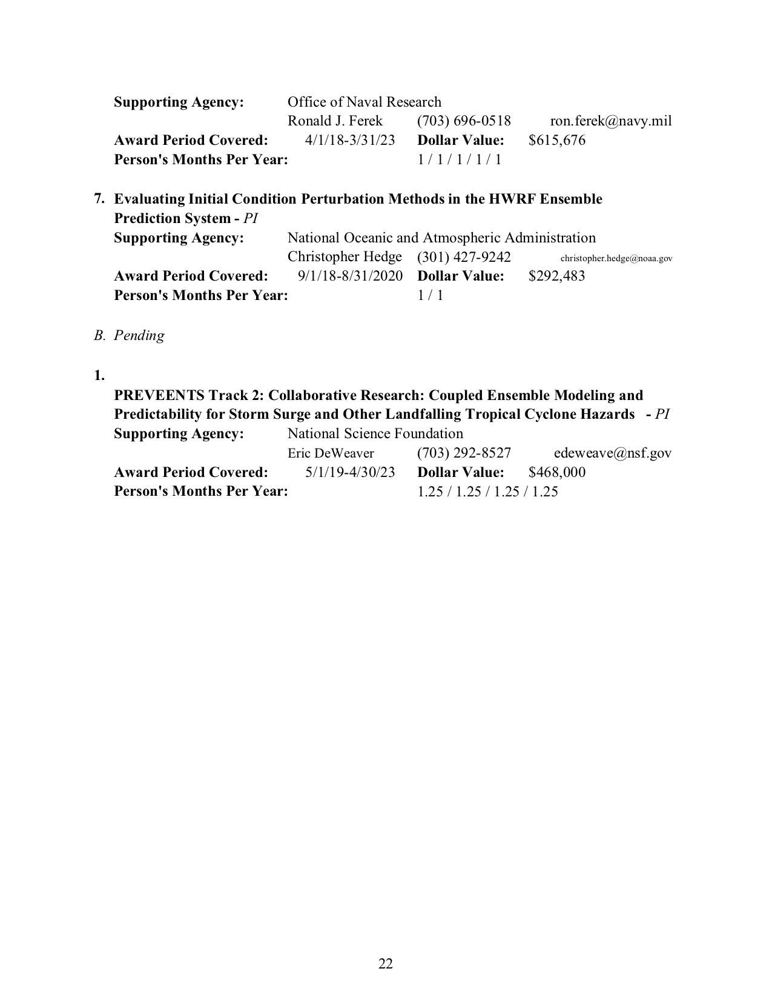 Supporting Agency: Office of Naval Research
Ronald J. Ferek (703) 696-0518 ron.ferek@navy.mil
Award Period Covered: 4/1/18-3/31/23 Dollar Value: $615,676
Person's Months Per Year: 1 / 1 / 1 / 1 / 1
7. Evaluating Initial Condition Perturbation Methods in the HWRF Ensemble
Prediction System - PI
Supporting Agency: National Oceanic and Atmospheric Administration
Christopher Hedge (301) 427-9242 christopher.hedge@noaa.gov
Award Period Covered: 9/1/18-8/31/2020 Dollar Value: $292,483
Person's Months Per Year: 1 / 1
B. Pending
1.
PREVEENTS Track 2: Collaborative Research: Coupled Ensemble Modeling and
Predictability for Storm Surge and Other Landfalling Tropical Cyclone Hazards - PI
Supporting Agency: National Science Foundation
Eric DeWeaver (703) 292-8527 edeweave@nsf.gov
Award Period Covered: 5/1/19-4/30/23 Dollar Value: $468,000
Person's Months Per Year: 1.25 / 1.25 / 1.25 / 1.25
22